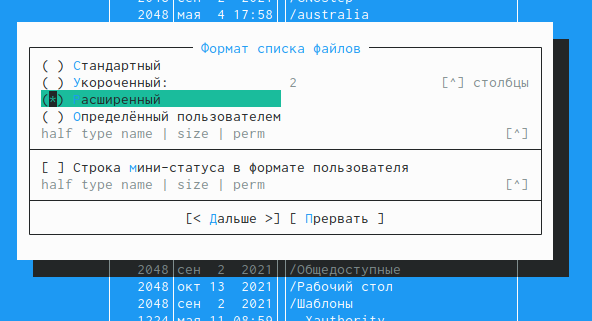 2048 сен 2 2021
2048 мая 4 17:58 /australia
Формат списка файлов
( ) Стандартный
( ) Укороченный: 2 [^] столбцы
(*) Расширенный
( ) Определённый пользователем
half type name | size | perm [^]
[ ] Строка мини-статуса в формате пользователя
half type name | size | perm [^]
[< Дальше >] [ Прервать ]
2048 сен 2 2021 /Общедоступные
2048 окт 13 2021 /Рабочий стол
2048 сен 2 2021 /Шаблоны
1224 мая 11 08:59 .Xauthority